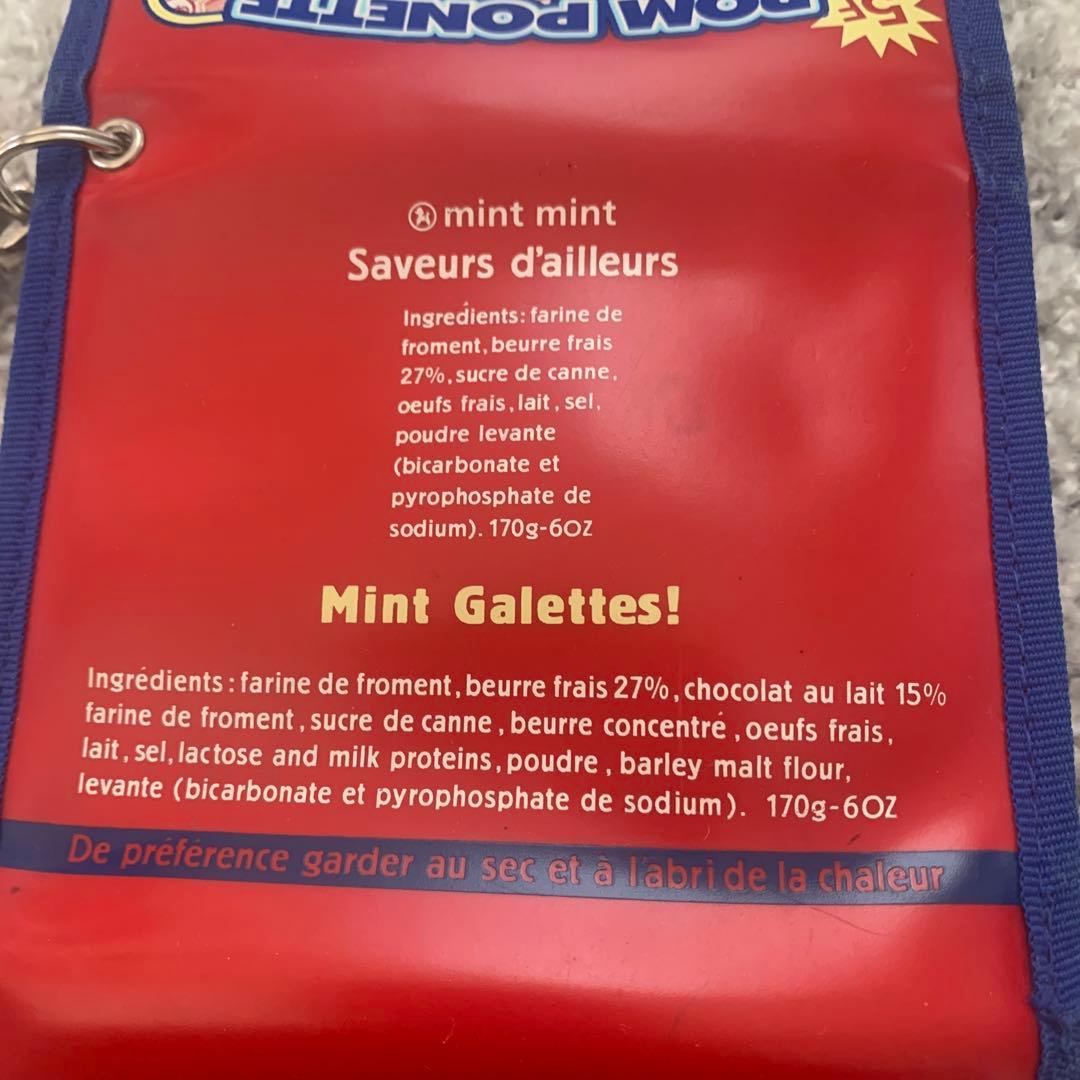 POM PONETTE
mint mint
Saveurs d'ailleurs
Ingredients: farine de
froment, beurre frais
27%, sucre de canne,
oeufs frais, lait, sel,
poudre levante
(bicarbonate et
pyrophosphate de
sodium). 170g-6OZ
Mint Galettes!
Ingrédients: farine de froment, beurre frais 27%, chocolat au lait 15%
farine de froment, sucre de canne, beurre concentré, oeufs frais,
lait, sel, lactose and milk proteins, poudre, barley malt flour,
levante (bicarbonate et pyrophosphate de sodium). 170g-6OZ
De préférence garder au sec et à l'abri de la chaleur